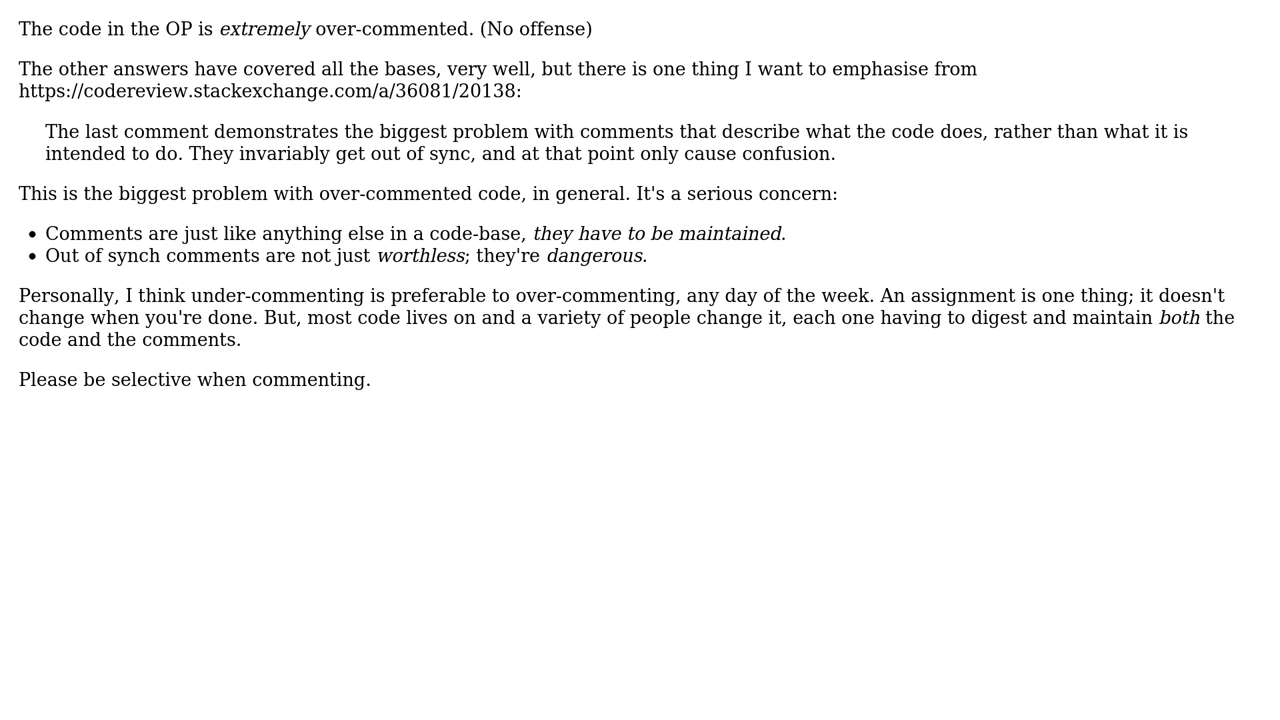 The code in the OP is extremely over-commented. (No offense)
The other answers have covered all the bases, very well, but there is one thing I want to emphasise from
https://codereview.stackexchange.com/a/36081/20138:
The last comment demonstrates the biggest problem with comments that describe what the code does, rather than what it is
intended to do. They invariably get out of sync, and at that point only cause confusion.
This is the biggest problem with over-commented code, in general. It's a serious concern:
• Comments are just like anything else in a code-base, they have to be maintained.
• Out of synch comments are not just worthless; they're dangerous.
Personally, I think under-commenting is preferable to over-commenting, any day of the week. An assignment is one thing; it doesn't
change when you're done. But, most code lives on and a variety of people change it, each one having to digest and maintain both the
code and the comments.
Please be selective when commenting.